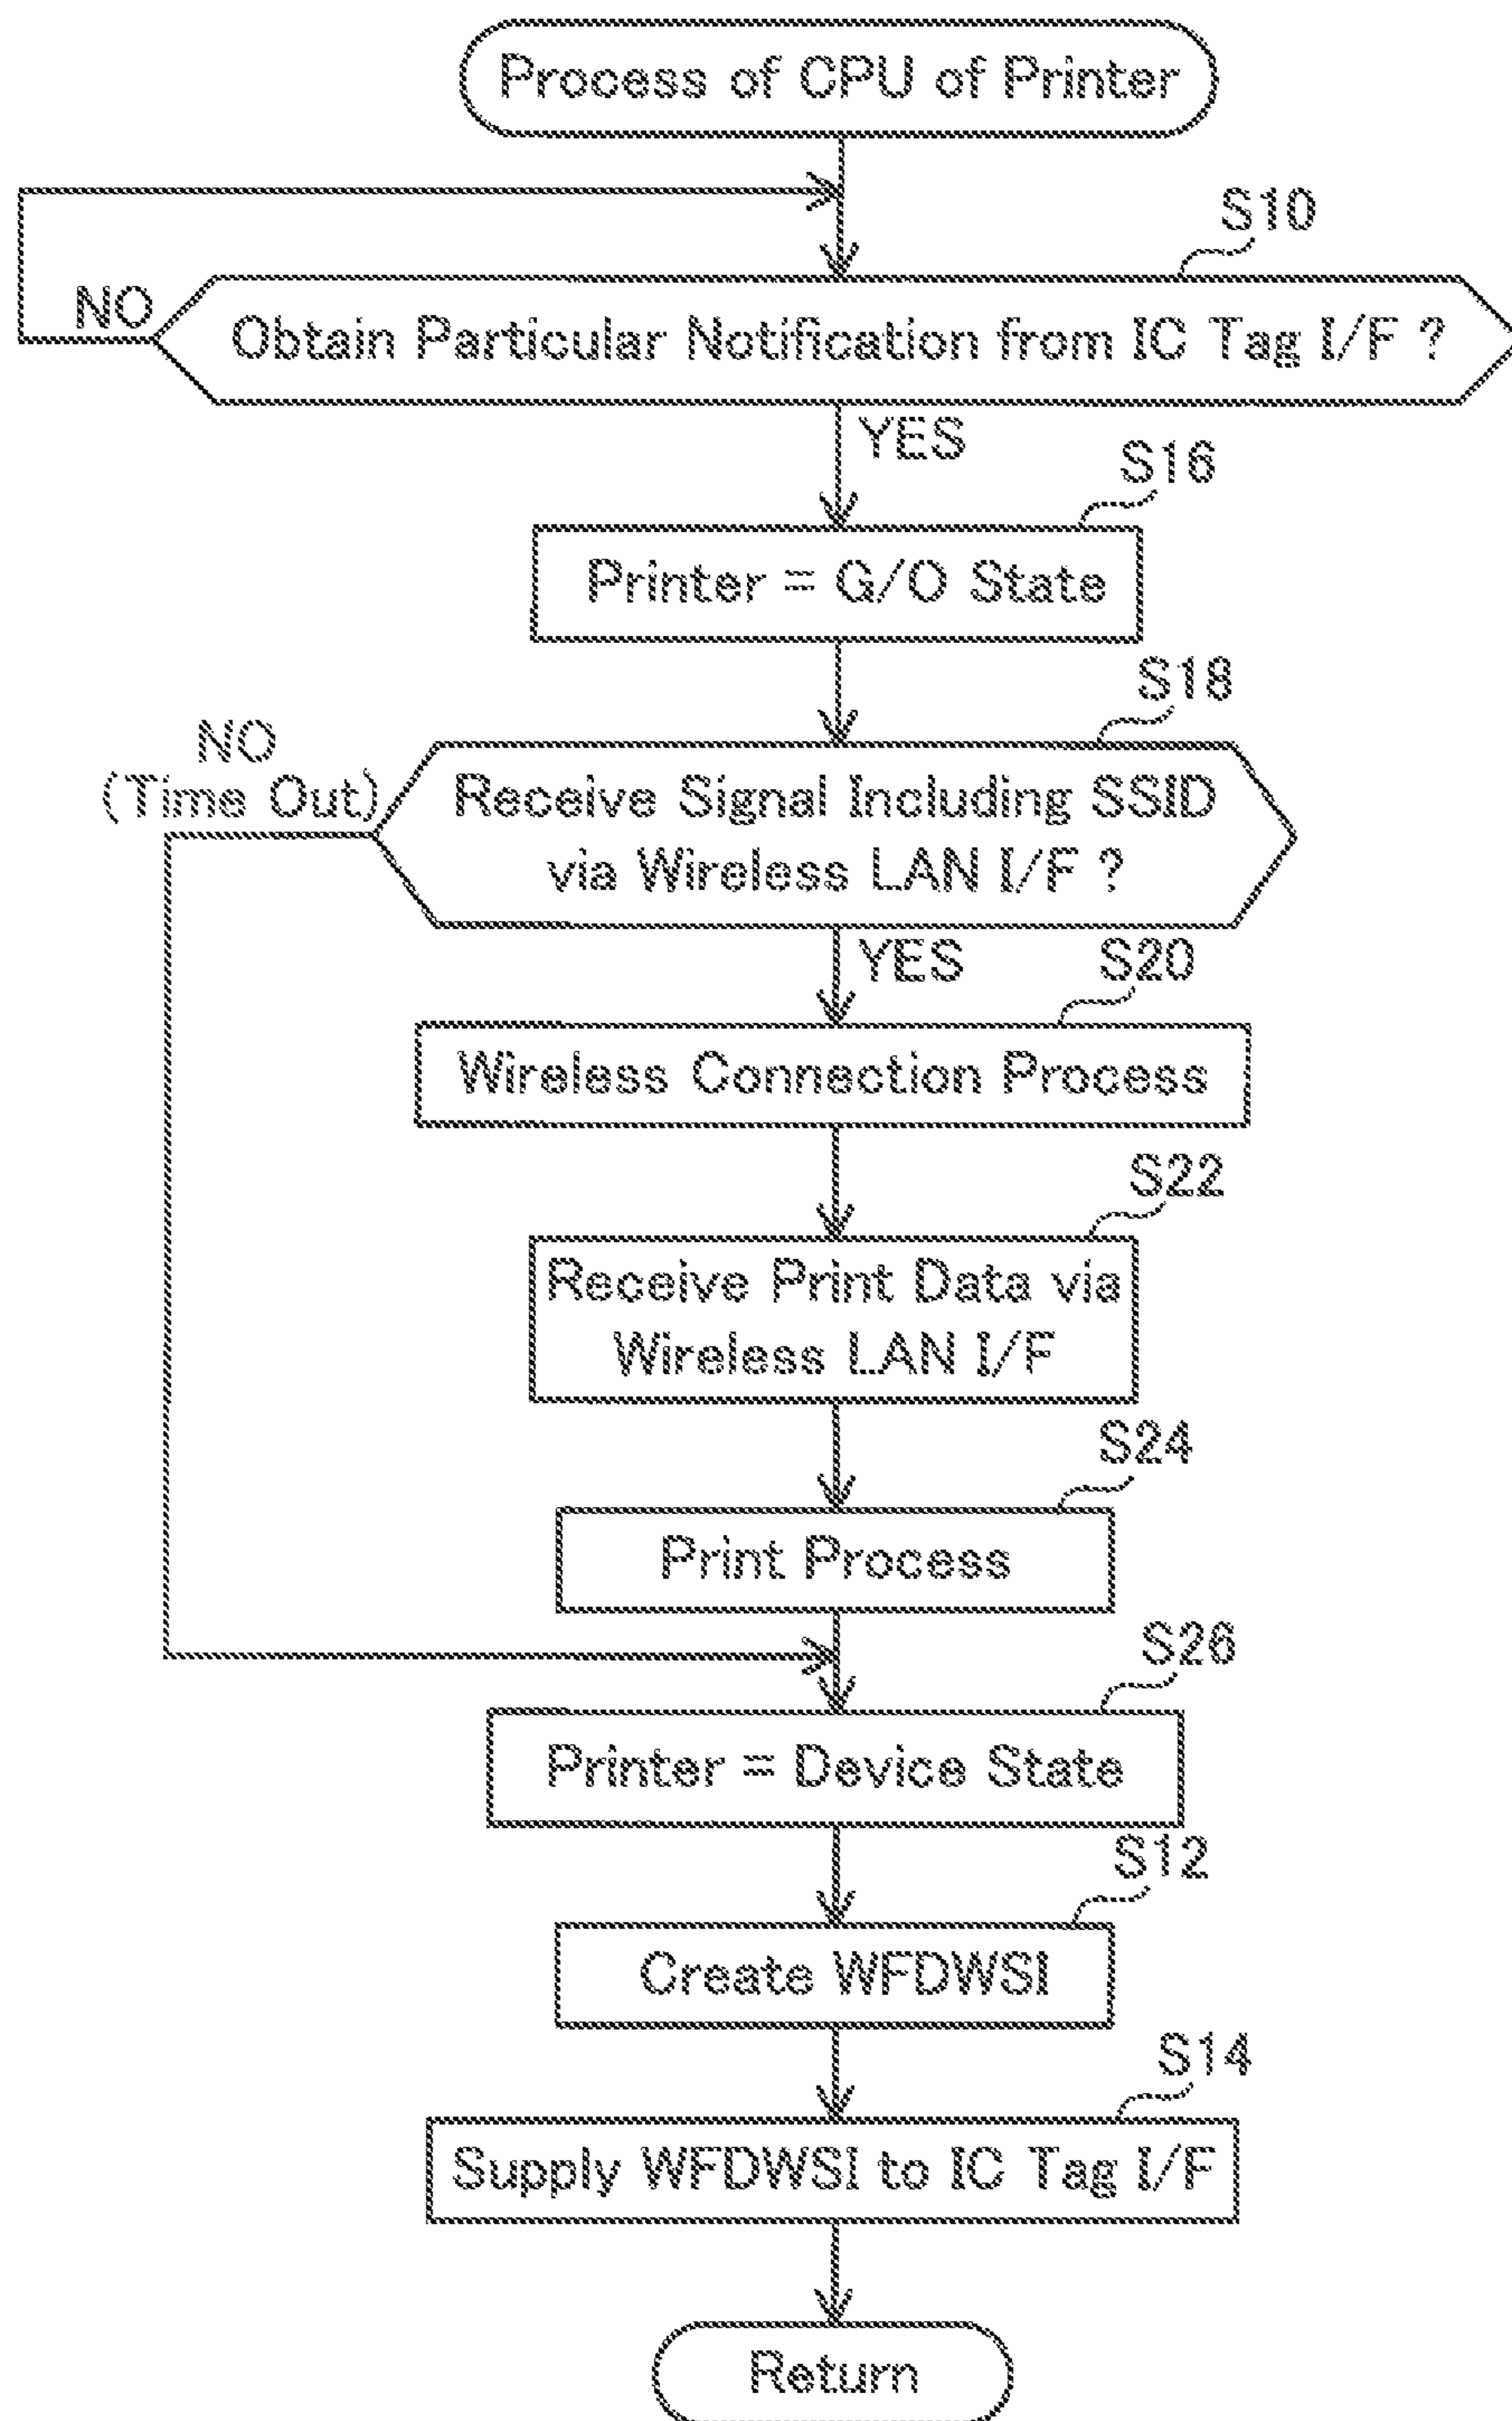 Process of CPU of Printer
S10
NO
Obtain Particular Notification from IC Tag I/F ?
YES
S16
Printer = G/O State
S18
NO
(Time Out)
Receive Signal Including SSID
via Wireless LAN I/F ?
YES
S20
Wireless Connection Process
S22
Receive Print Data via
Wireless LAN I/F
S24
Print Process
S26
Printer = Device State
S12
Create WFDWSI
S14
Supply WFDWSI to IC Tag I/F
Return